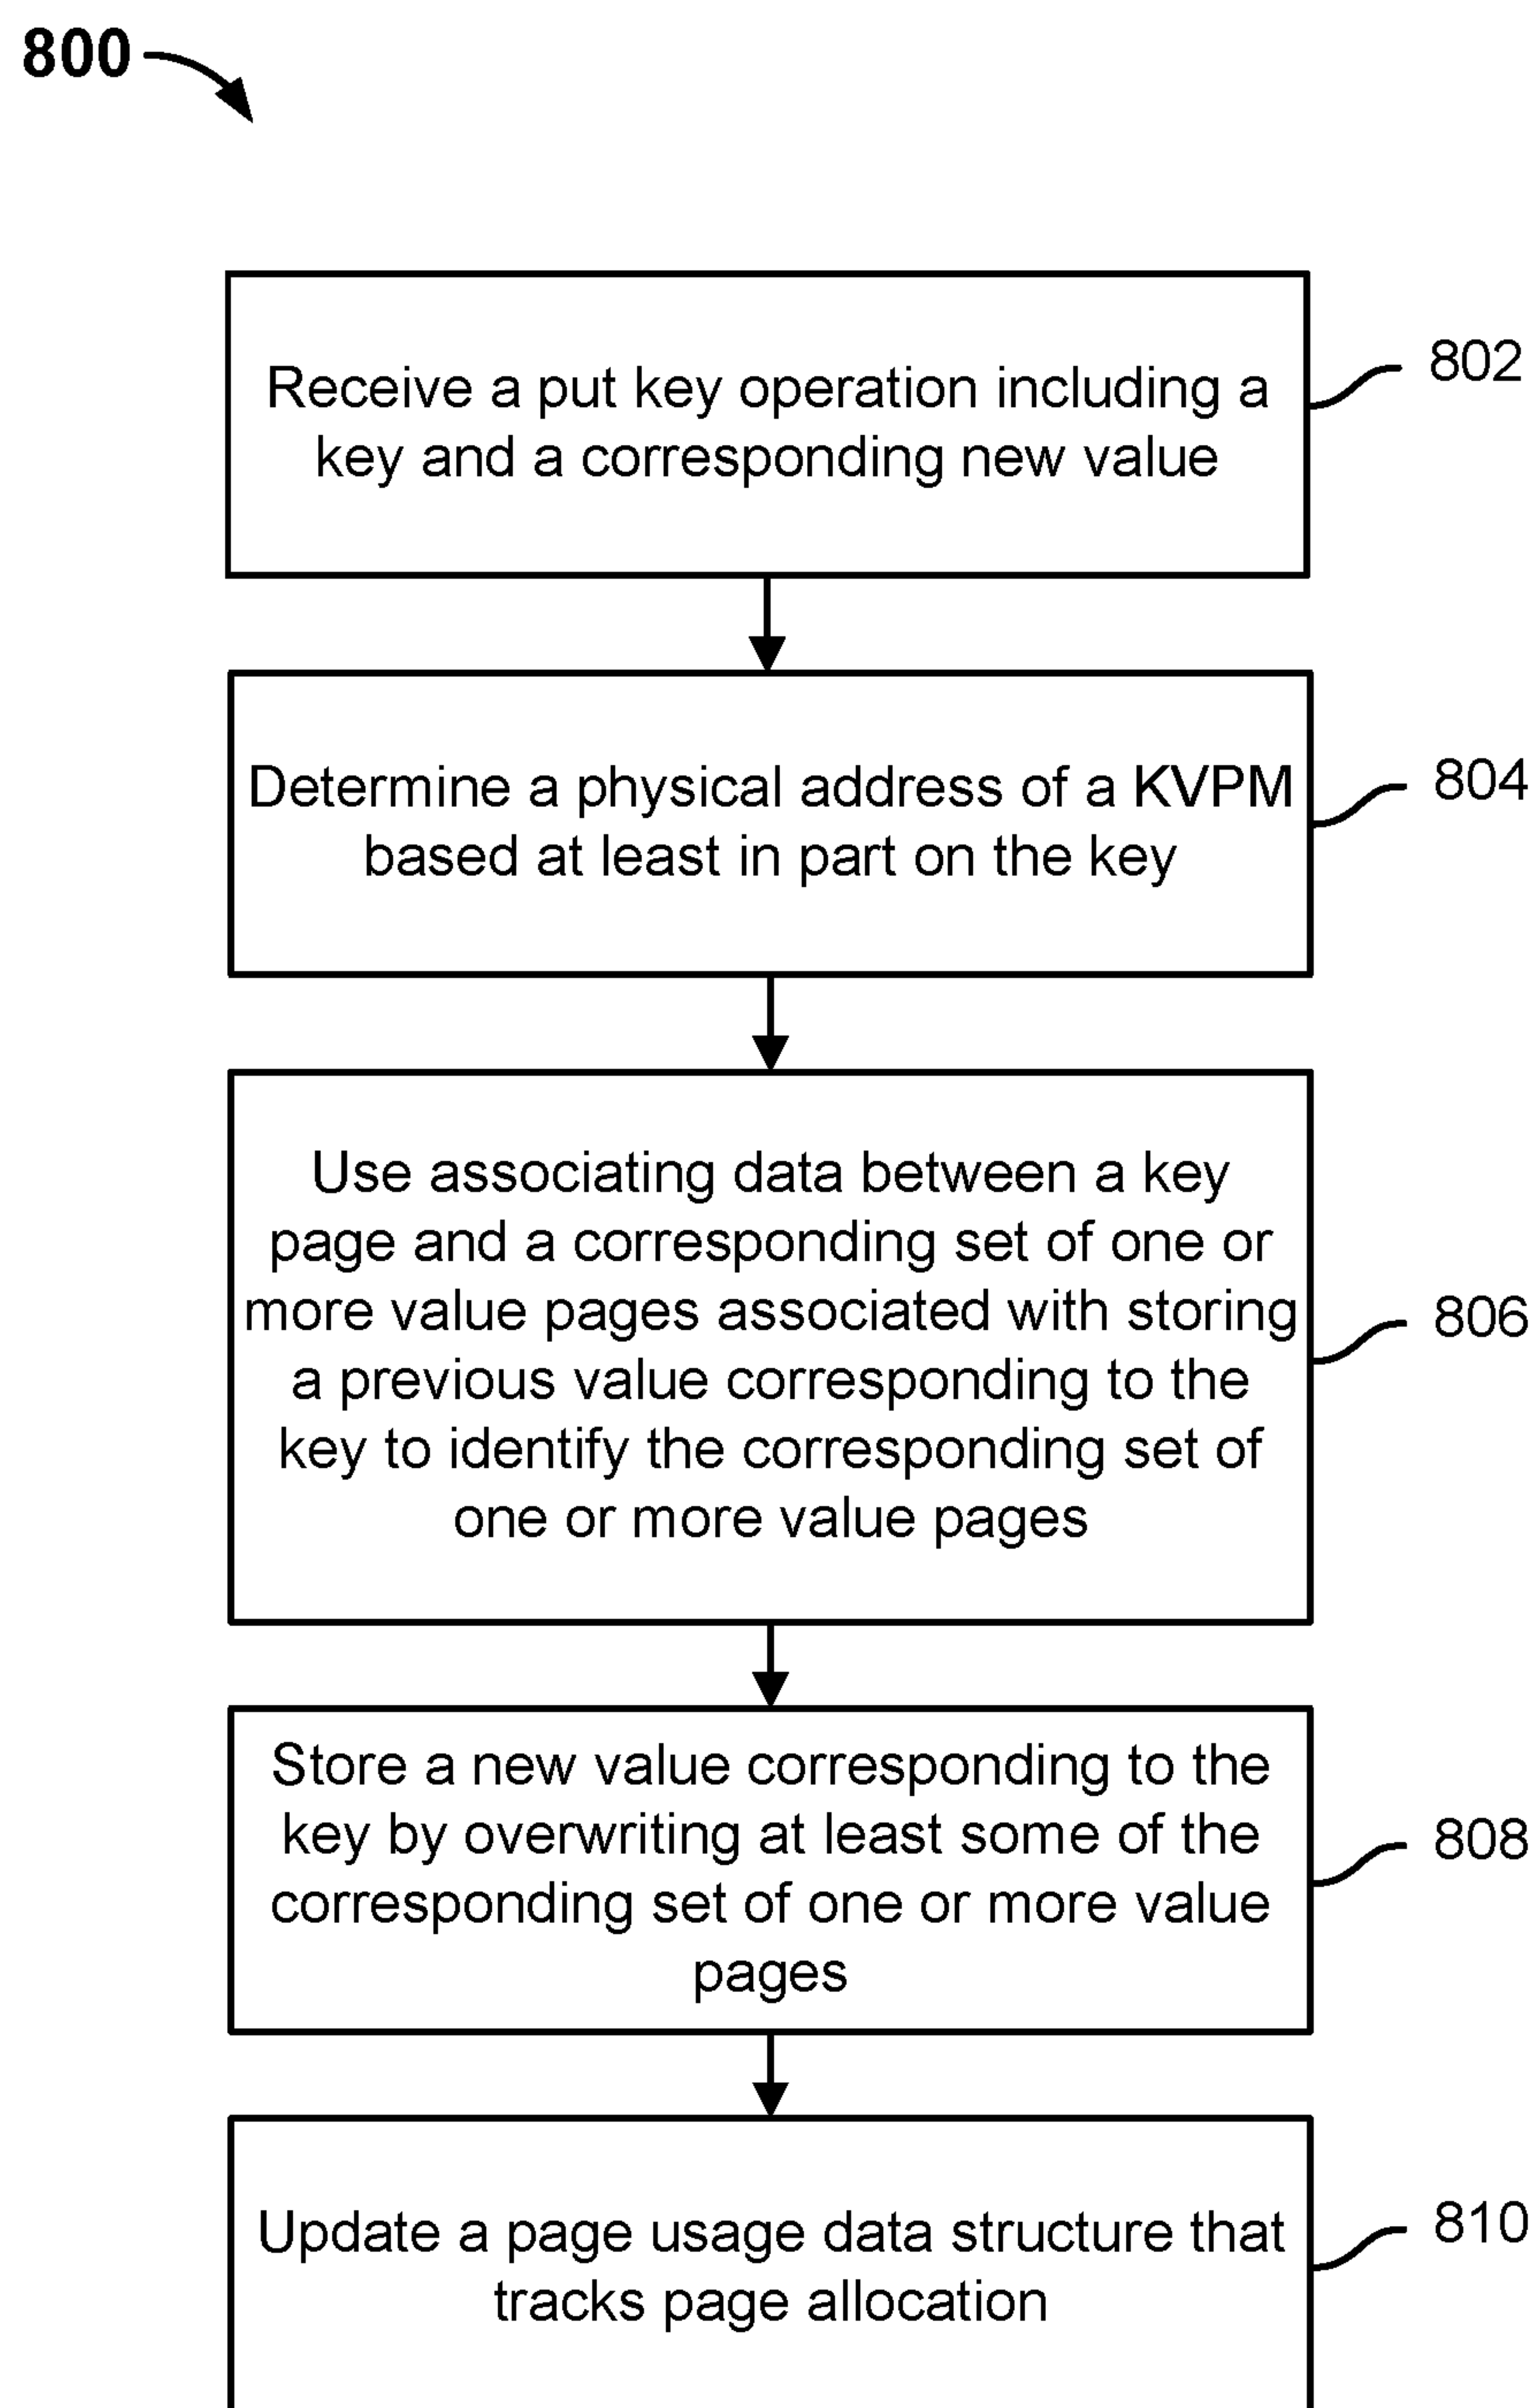 800
Receive a put key operation including a
key and a corresponding new value
802
Determine a physical address of a KVPM
based at least in part on the key
804
Use associating data between a key
page and a corresponding set of one or
more value pages associated with storing
a previous value corresponding to the
key to identify the corresponding set of
one or more value pages
806
Store a new value corresponding to the
key by overwriting at least some of the
corresponding set of one or more value
pages
808
Update a page usage data structure that
tracks page allocation
810